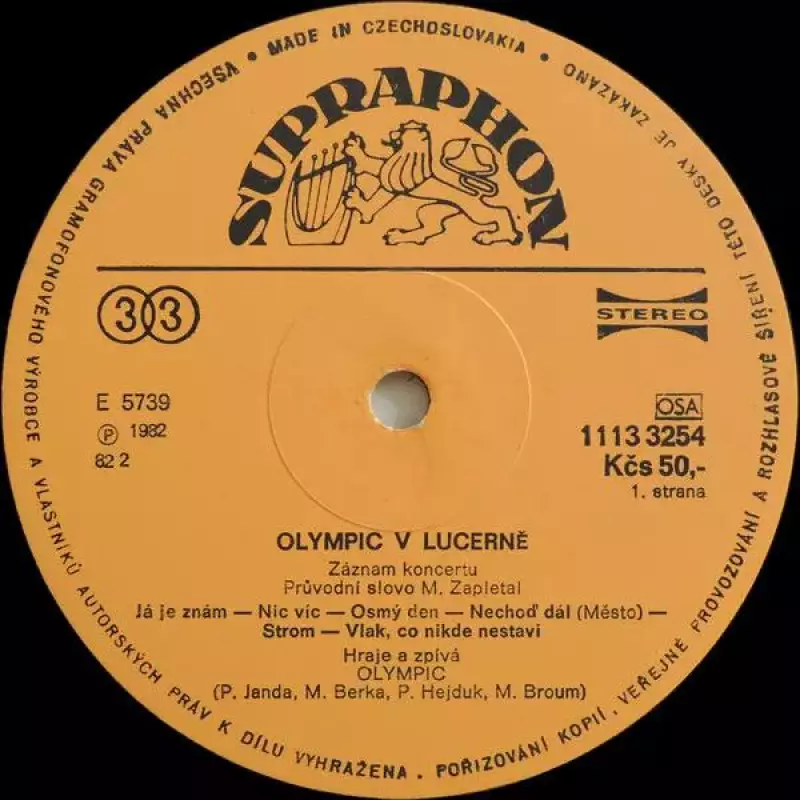 • MADE IN CZECHOSLOVAKIA •
VŠECHNA PRÁVA GRAMOFONOVÉHO VÝROBCE A VLASTNÍKŮ AUTORSKÝCH PRÁV K DÍLU VYHRAŽENA . POŘIZOVÁNÍ KOPIÍ . VEŘEJNÉ PROVOZOVÁNÍ A ROZHLASOVÉ ŠÍŘENÍ TÉTO DESKY JE ZAKÁZÁNO
SUPRAPHON
33
STEREO
E 5739
Ⓟ 1982
82 2
OSA
1113 3254
Kčs 50,-
1. strana
OLYMPIC V LUCERNĚ
Záznam koncertu
Průvodní slovo M. Zapletal
Já je znám — Nic víc — Osmý den — Nechoď dál (Město) —
Strom — Vlak, co nikde nestaví
Hraje a zpívá
OLYMPIC
(P. Janda, M. Berka, P. Hejduk, M. Broum)